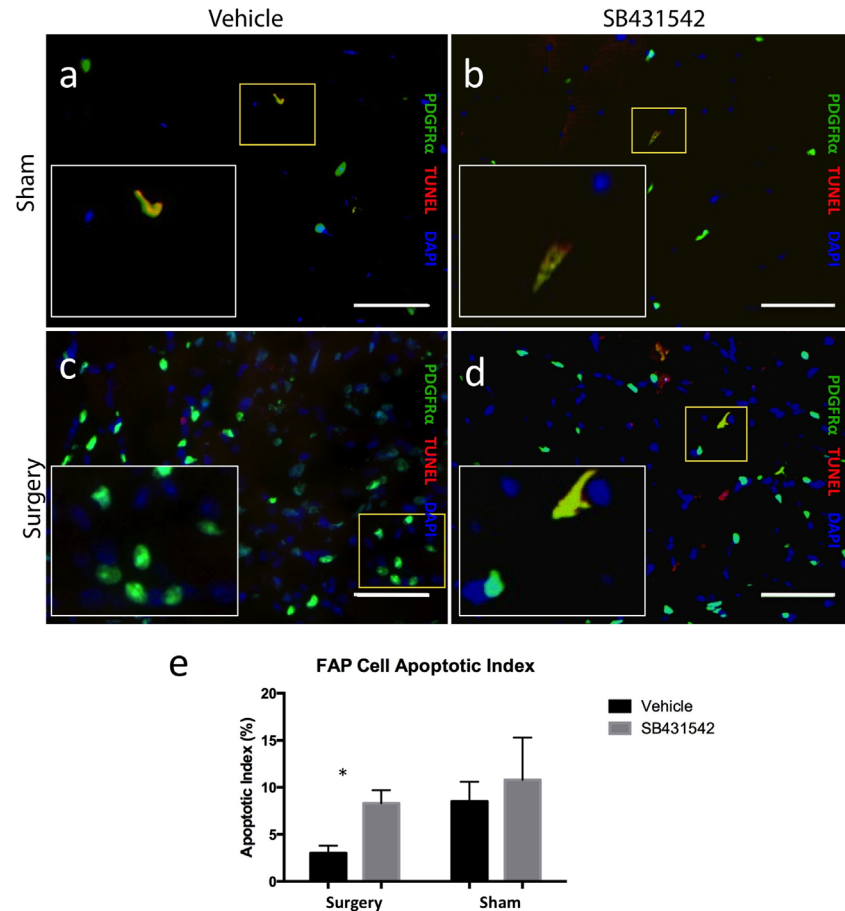 Vehicle
SB431542
Sham
a
PDGFRα TUNEL DAPI
b
PDGFRα TUNEL DAPI
Surgery
c
PDGFRα TUNEL DAPI
d
PDGFRα TUNEL DAPI
e
FAP Cell Apoptotic Index
Apoptotic Index (%)
20
15
10
5
0
*
Vehicle
SB431542
Surgery
Sham